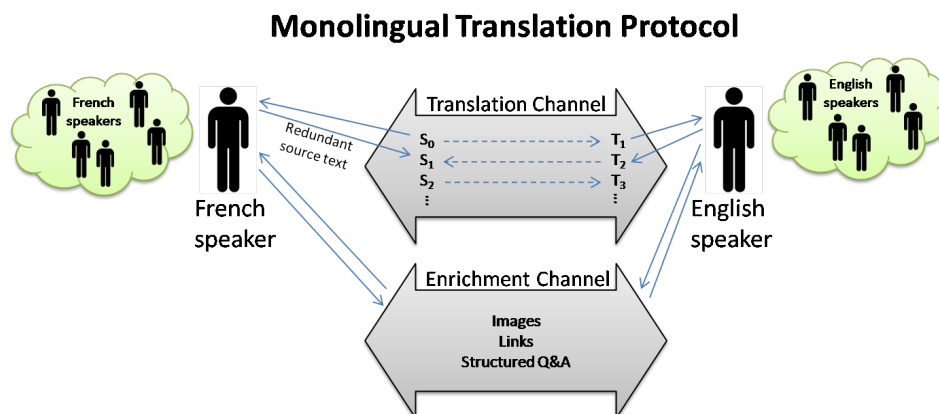 Monolingual Translation Protocol
French
speakers
Redundant
source text
French
speaker
Translation Channel
S₀ T₁
S₁ T₂
S₂ T₃
⋮ ⋮
English
speakers
English
speaker
Enrichment Channel
Images
Links
Structured Q&A